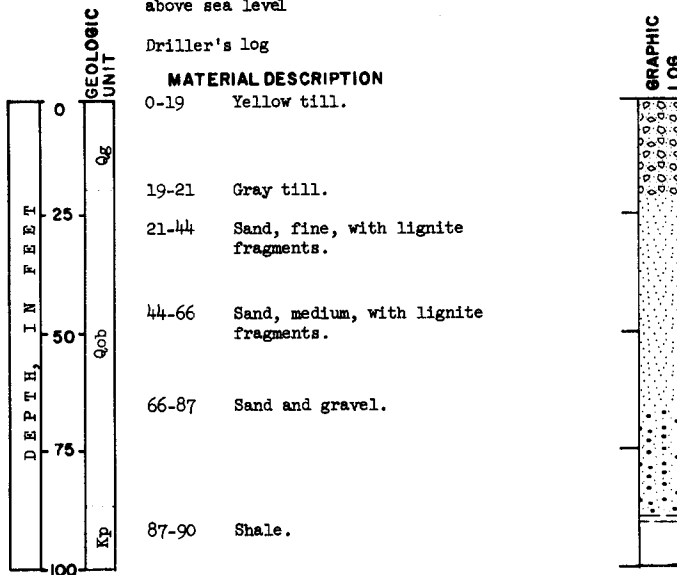 above sea level
Driller's log
GEOLOGIC
UNIT
MATERIAL DESCRIPTION
GRAPHIC
LOG
DEPTH, IN FEET
0
25
50
75
100
Qg
Qob
Kp
0-19 Yellow till.
19-21 Gray till.
21-44 Sand, fine, with lignite
fragments.
44-66 Sand, medium, with lignite
fragments.
66-87 Sand and gravel.
87-90 Shale.